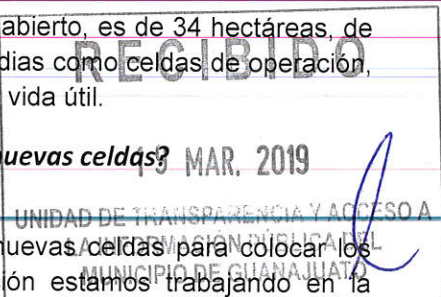 abierto, es de 34 hectáreas, de
RECIBIDO
dias como celdas de operación,
vida útil.
nuevas celdas?
19 MAR. 2019
UNIDAD DE TRANSPARENCIA Y ACCESO A
LA INFORMACIÓN PÚBLICA DEL
MUNICIPIO DE GUANAJUATO
nuevas celdas para colocar los
ión estamos trabajando en la